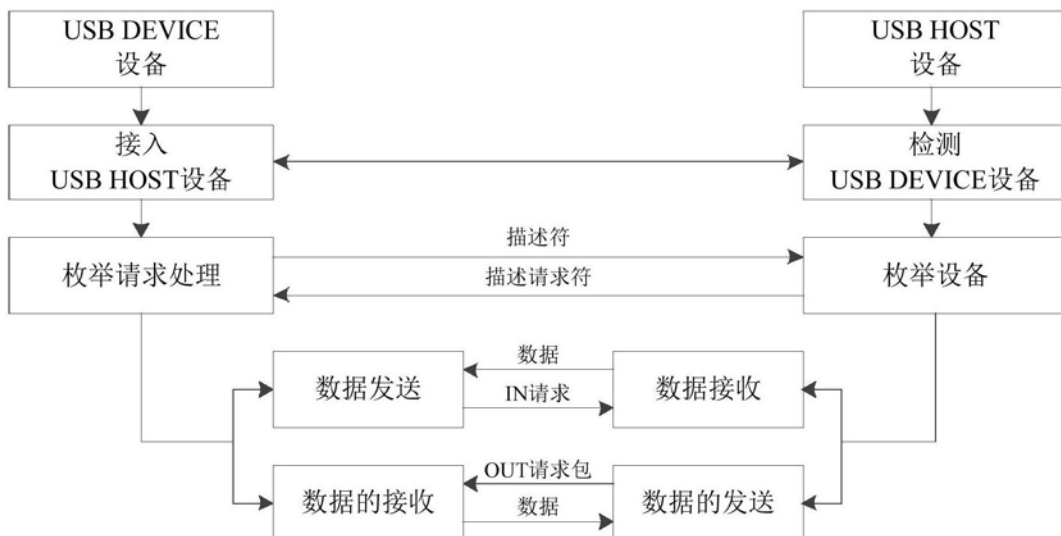 USB DEVICE
设备
USB HOST
设备
接入
USB HOST设备
检测
USB DEVICE设备
枚举请求处理
描述符
描述请求符
枚举设备
数据发送
数据
IN请求
数据接收
数据的接收
OUT请求包
数据
数据的发送